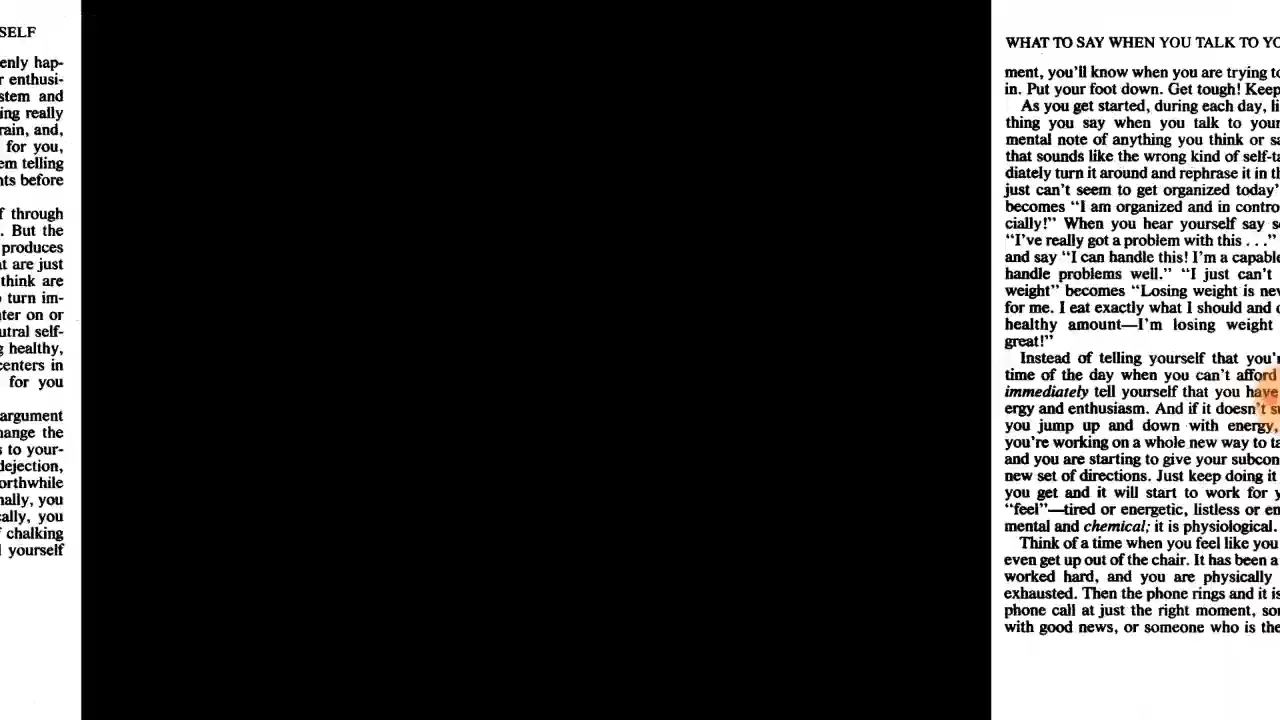 SELF
enly hap-
r enthusi-
stem and
ing really
rain, and,
for you,
em telling
nts before
f through
. But the
produces
at are just
think are
turn im-
ter on or
utral self-
g healthy,
centers in
for you
argument
hange the
s to your-
dejection,
orthwhile
nally, you
cally, you
f chalking
yourself
WHAT TO SAY WHEN YOU TALK TO YO
ment, you'll know when you are trying to
in. Put your foot down. Get tough! Keep
As you get started, during each day, li
thing you say when you talk to your
mental note of anything you think or sa
that sounds like the wrong kind of self-ta
diately turn it around and rephrase it in th
just can't seem to get organized today'
becomes "I am organized and in contro
cially!" When you hear yourself say s
"I've really got a problem with this . . ."
and say "I can handle this! I'm a capable
handle problems well." "I just can't
weight" becomes "Losing weight is nev
for me. I eat exactly what I should and
healthy amount—I'm losing weight
great!"
Instead of telling yourself that you'r
time of the day when you can't afford
immediately tell yourself that you have
ergy and enthusiasm. And if it doesn't su
you jump up and down with energy,
you're working on a whole new way to ta
and you are starting to give your subcon
new set of directions. Just keep doing it
you get and it will start to work for y
"feel"—tired or energetic, listless or en
mental and chemical; it is physiological.
Think of a time when you feel like you
even get up out of the chair. It has been a
worked hard, and you are physically
exhausted. Then the phone rings and it is
phone call at just the right moment, so
with good news, or someone who is the